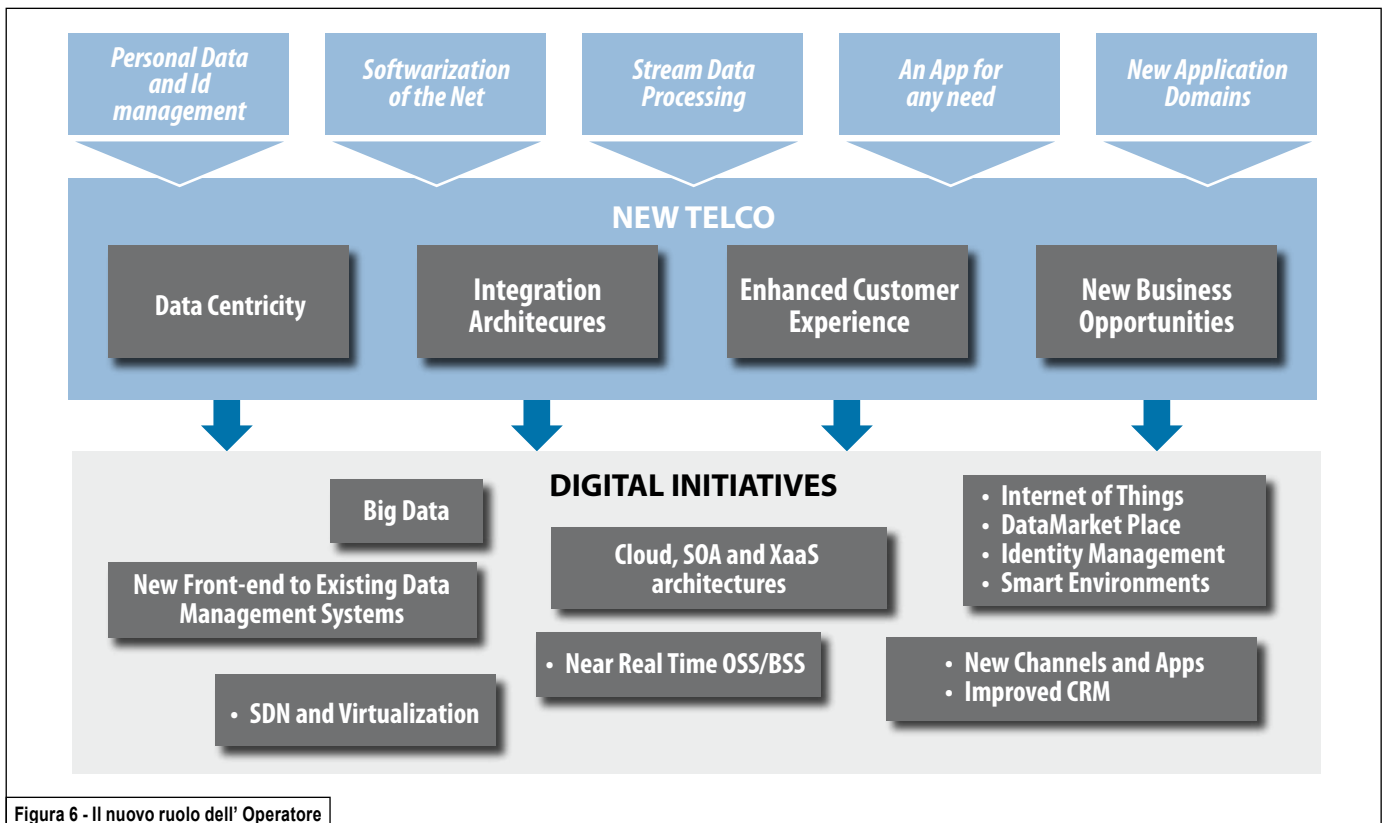 Personal Data
and Id
management
Softwarization
of the Net
Stream Data
Processing
An App for
any need
New Application
Domains
NEW TELCO
Data Centricity
Integration
Architecures
Enhanced Customer
Experience
New Business
Opportunities
DIGITAL INITIATIVES
Big Data
New Front-end to Existing Data
Management Systems
• SDN and Virtualization
Cloud, SOA and XaaS
architectures
• Near Real Time OSS/BSS
• Internet of Things
• DataMarket Place
• Identity Management
• Smart Environments
• New Channels and Apps
• Improved CRM
Figura 6 - Il nuovo ruolo dell’ Operatore